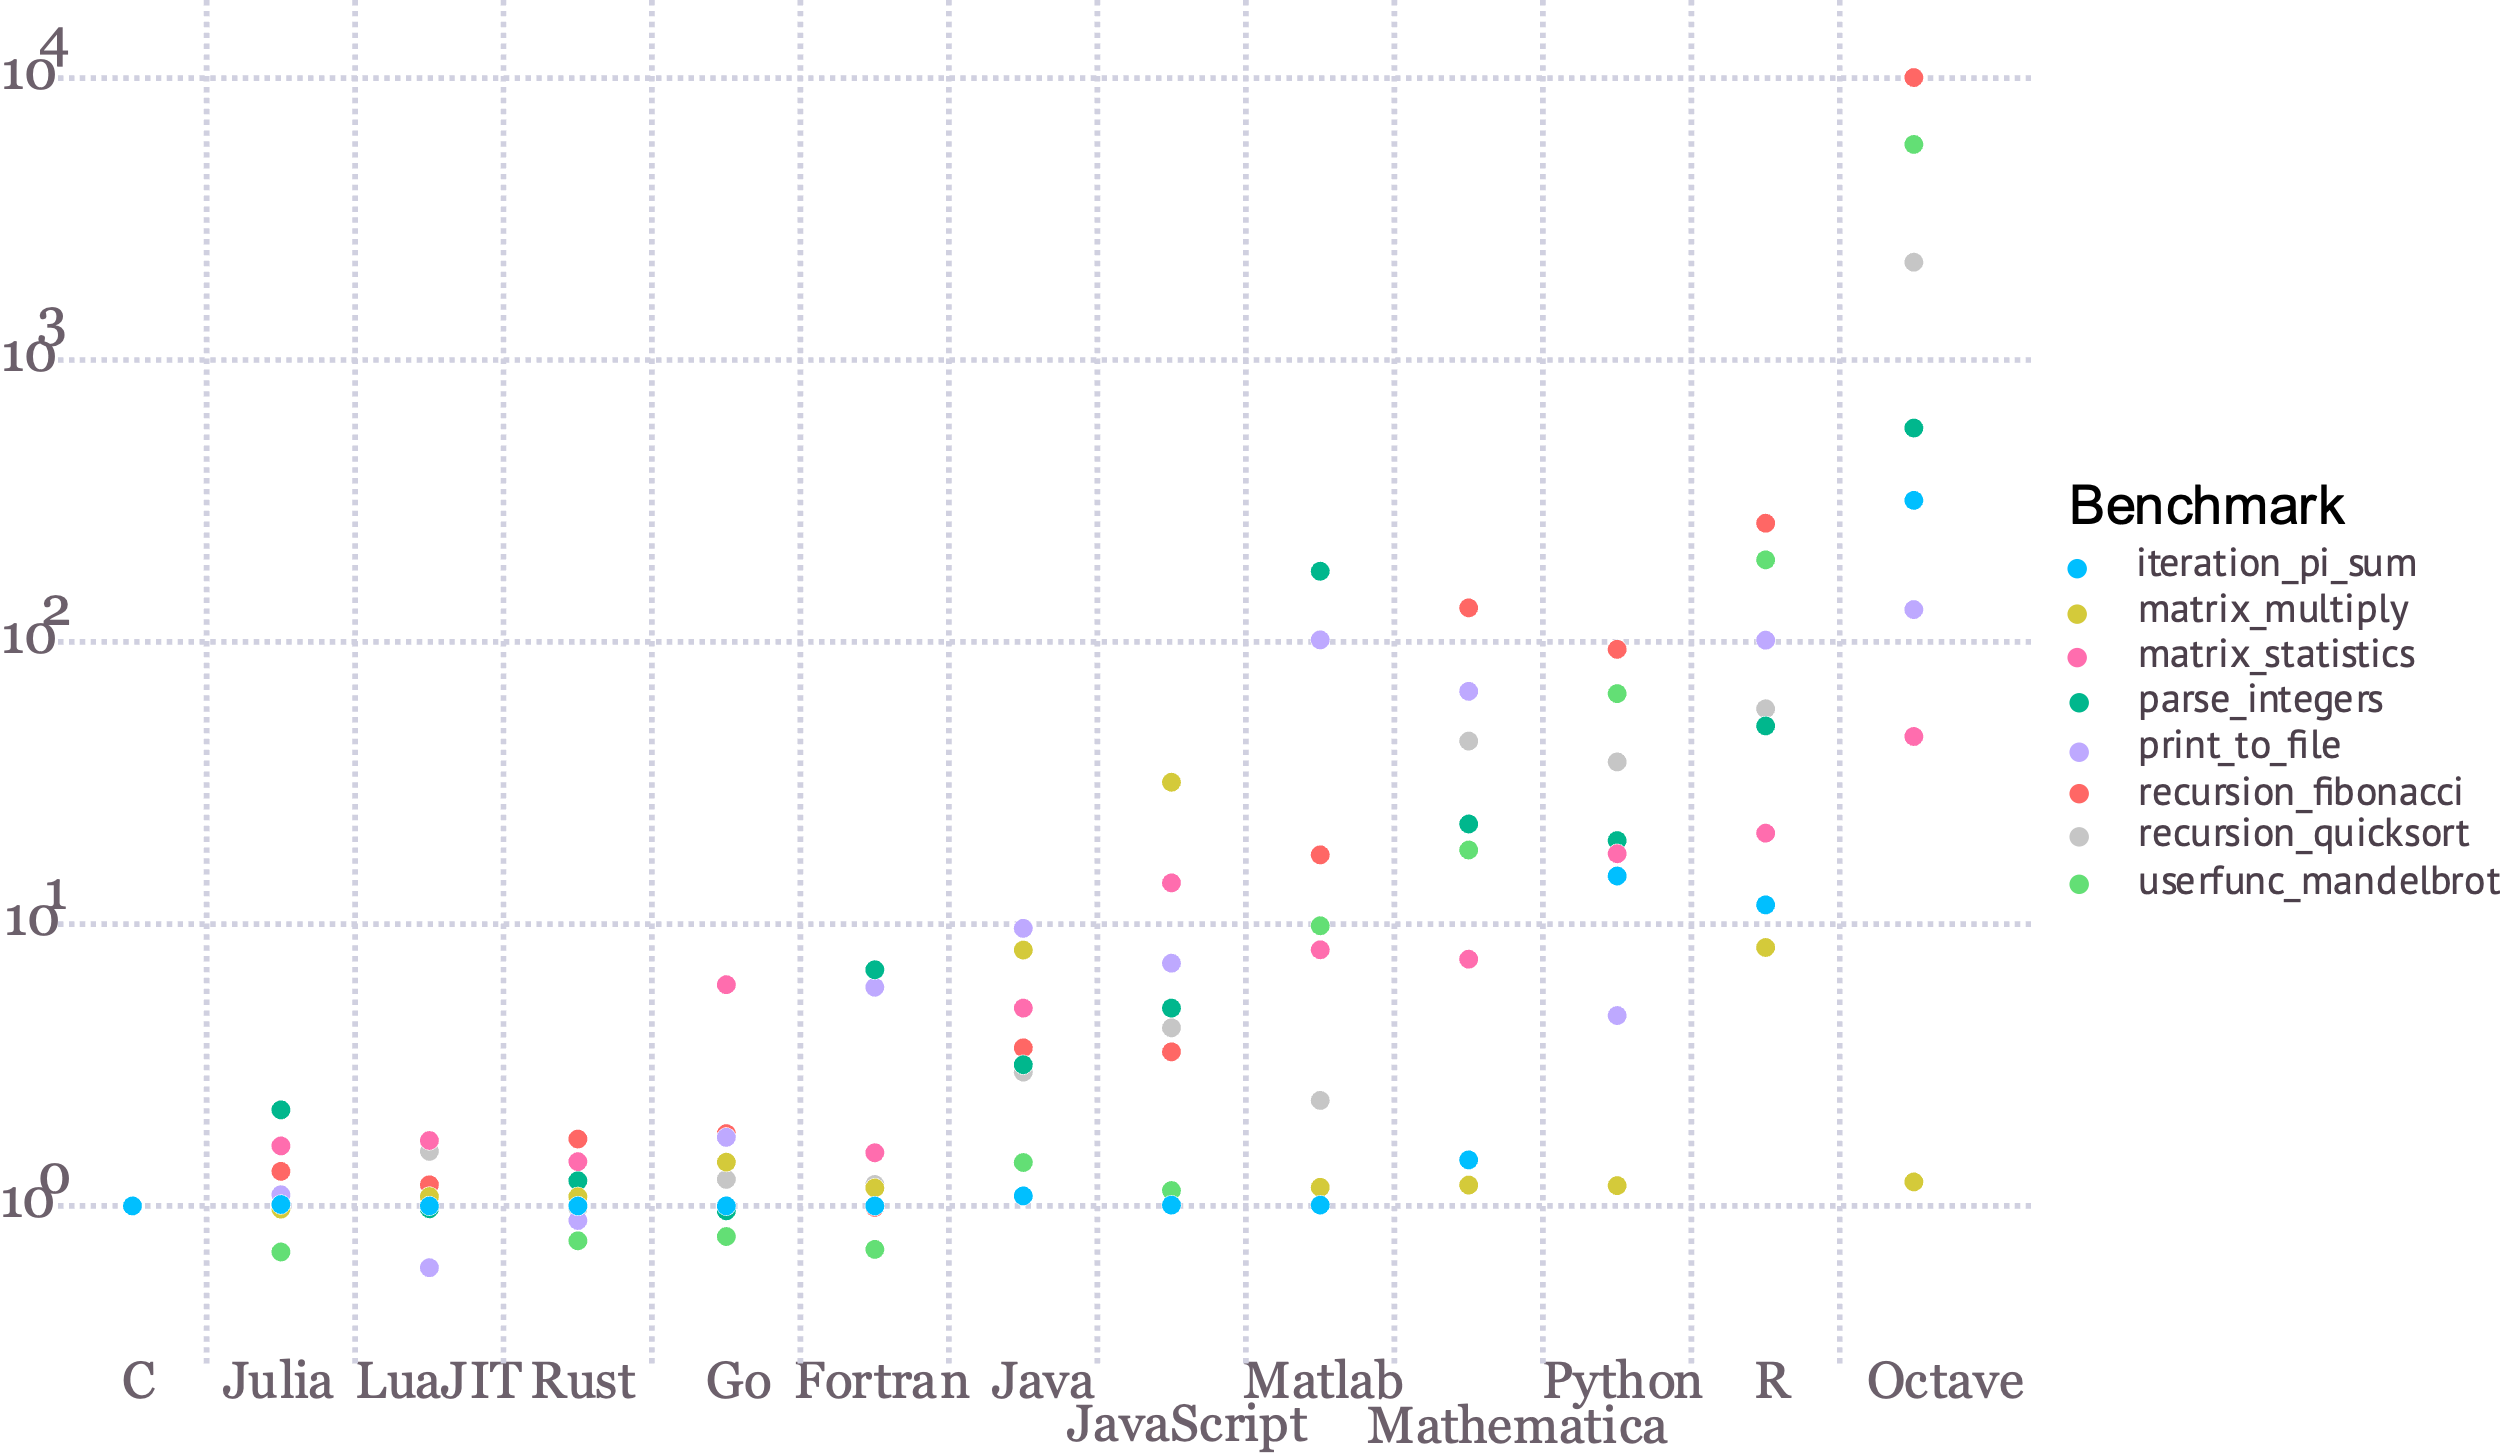 10^4
10^3
10^2
10^1
10^0
C Julia LuaJIT Rust Go Fortran Java JavaScript Matlab Mathematica Python R Octave
Benchmark
iteration_pi_sum
matrix_multiply
matrix_statistics
parse_integers
print_to_file
recursion_fibonacci
recursion_quicksort
userfunc_mandelbrot